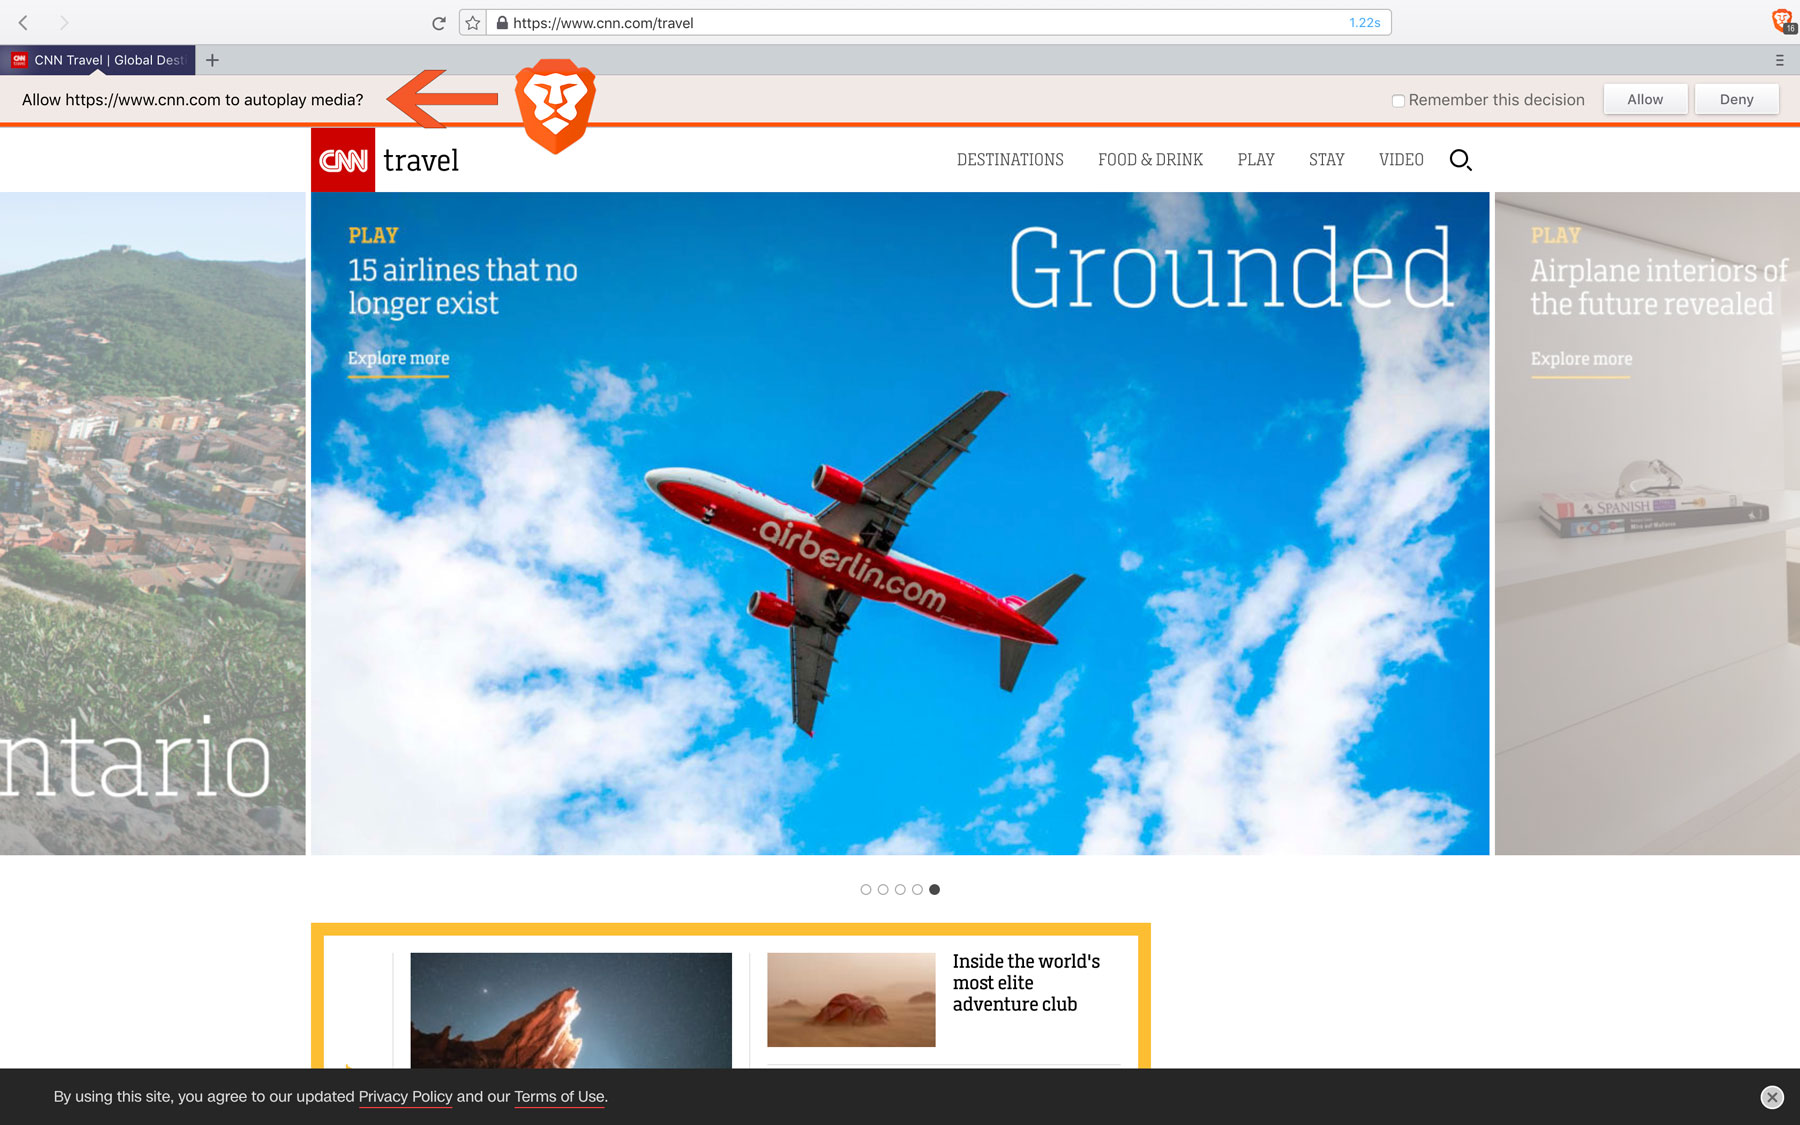 https://www.cnn.com/travel
1.22s
16
CNN Travel | Global Desti
Allow https://www.cnn.com to autoplay media?
Remember this decision
Allow
Deny
CNN travel
DESTINATIONS
FOOD & DRINK
PLAY
STAY
VIDEO
PLAY
15 airlines that no
longer exist
Explore more
Grounded
airberlin.com
PLAY
Airplane interiors of
the future revealed
Explore more
SPANISH
ntario
Inside the world's
most elite
adventure club
By using this site, you agree to our updated Privacy Policy and our Terms of Use.